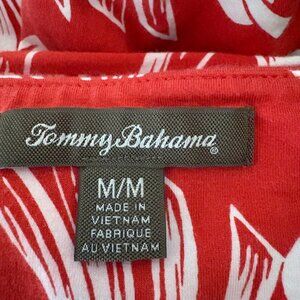 Tommy Bahama®
M/M
MADE IN
VIETNAM
FABRIQUE
AU VIETNAM